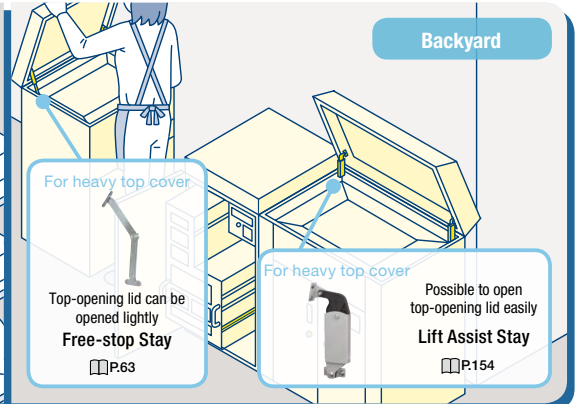 Backyard
For heavy top cover
Top-opening lid can be
opened lightly
Free-stop Stay
P.63
For heavy top cover
Possible to open
top-opening lid easily
Lift Assist Stay
P.154